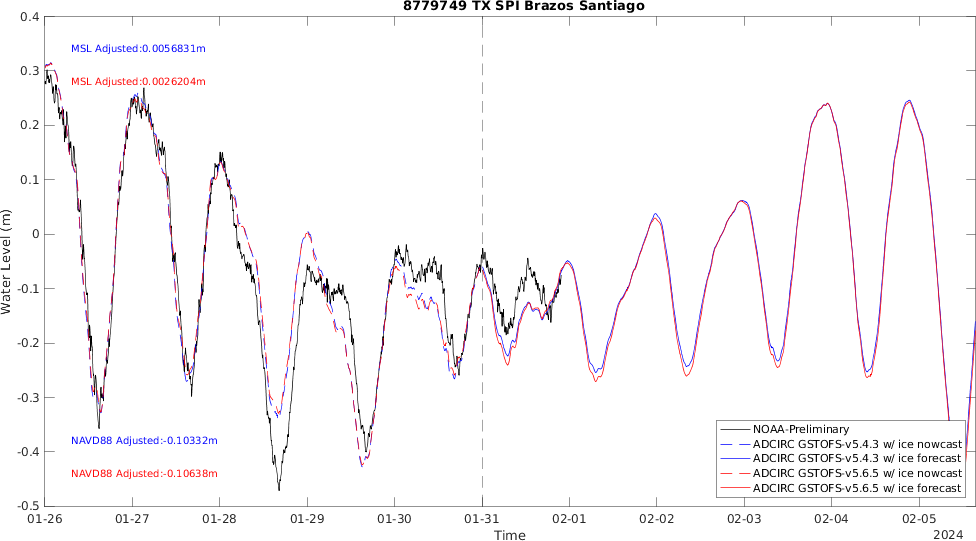 8779749 TX SPI Brazos Santiago
0.4
0.3
0.2
0.1
0
-0.1
-0.2
-0.3
-0.4
-0.5
Water Level (m)
MSL Adjusted:0.0056831m
MSL Adjusted:0.0026204m
NAVD88 Adjusted:-0.10332m
NAVD88 Adjusted:-0.10638m
NOAA-Preliminary
ADCIRC GSTOFS-v5.4.3 w/ ice nowcast
ADCIRC GSTOFS-v5.4.3 w/ ice forecast
ADCIRC GSTOFS-v5.6.5 w/ ice nowcast
ADCIRC GSTOFS-v5.6.5 w/ ice forecast
01-26 01-27 01-28 01-29 01-30 01-31 02-01 02-02 02-03 02-04 02-05
Time
2024